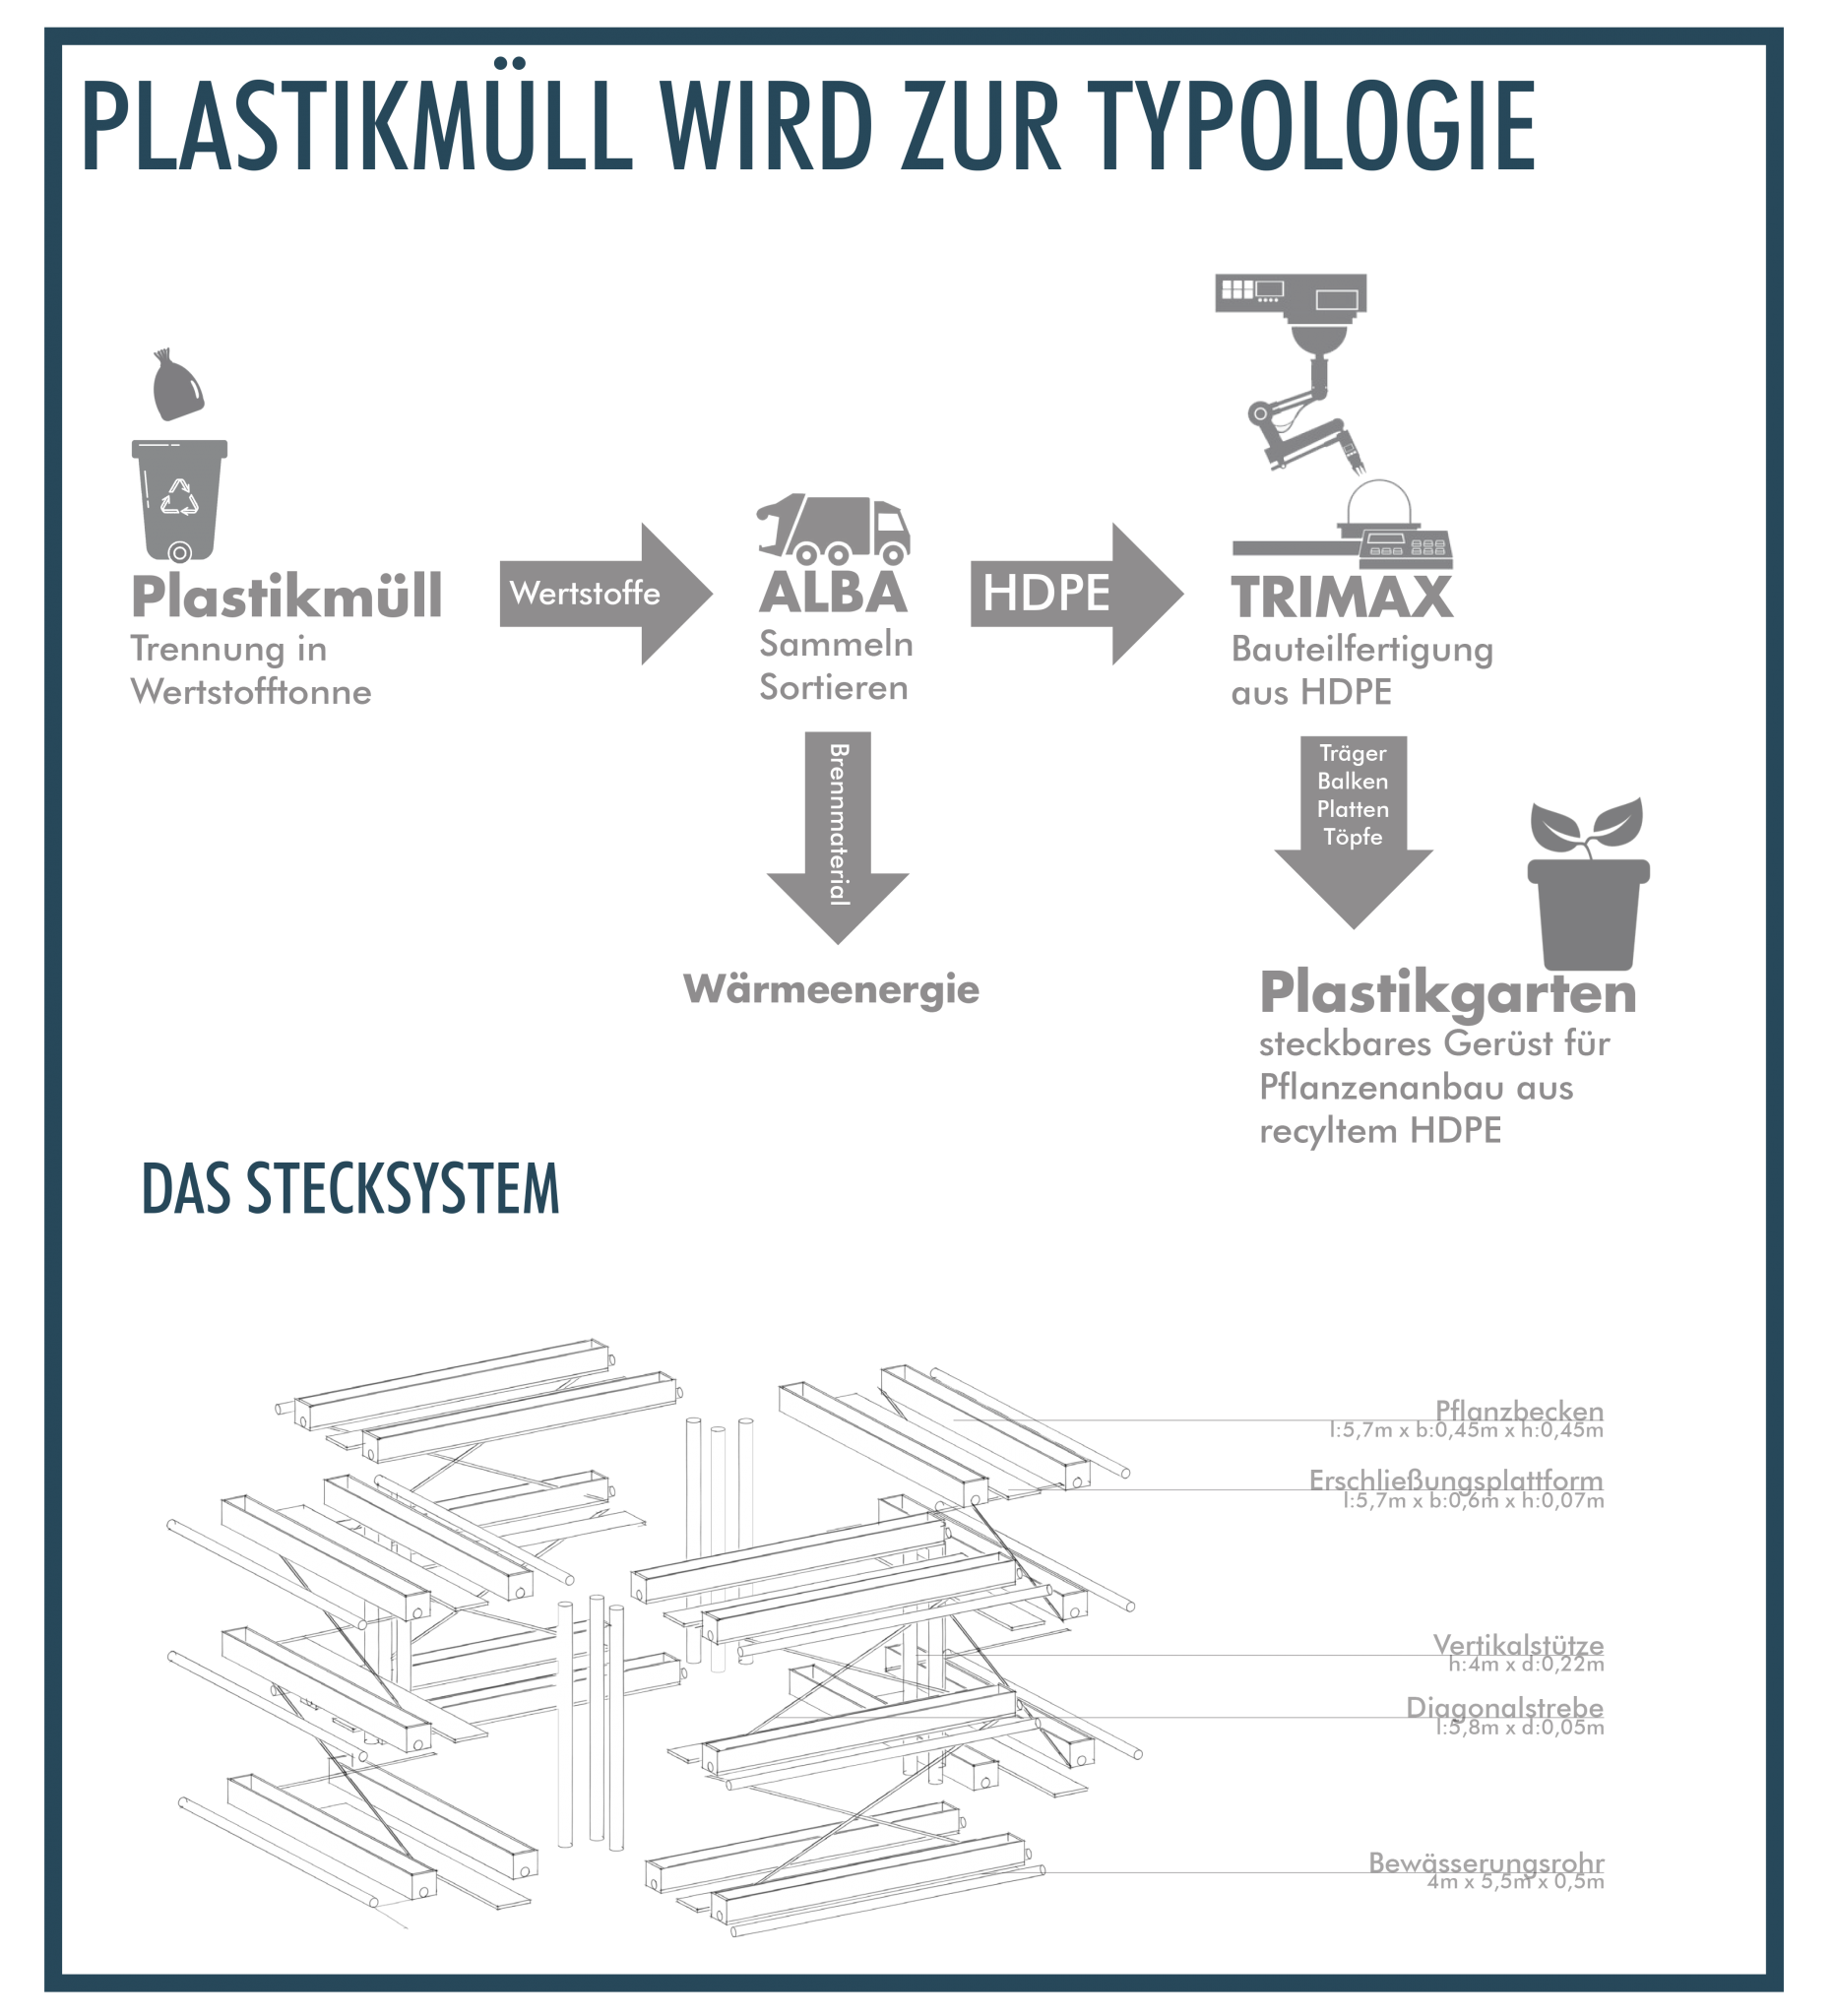 PLASTIKMÜLL WIRD ZUR TYPOLOGIE
Plastikmüll
Trennung in
Wertstofftonne
Wertstoffe
ALBA
Sammeln
Sortieren
HDPE
TRIMAX
Bauteilfertigung
aus HDPE
Brennmaterial
Wärmeenergie
Träger
Balken
Platten
Töpfe
Plastikgarten
steckbares Gerüst für
Pflanzenanbau aus
recyltem HDPE
DAS STECKSYSTEM
Pflanzbecken
l:5,7m x b:0,45m x h:0,45m
Erschließungsplattform
l:5,7m x b:0,6m x h:0,07m
Vertikalstütze
h:4m x d:0,22m
Diagonalstrebe
l:5,8m x d:0,05m
Bewässerungsrohr
4m x 5,5m x 0,5m